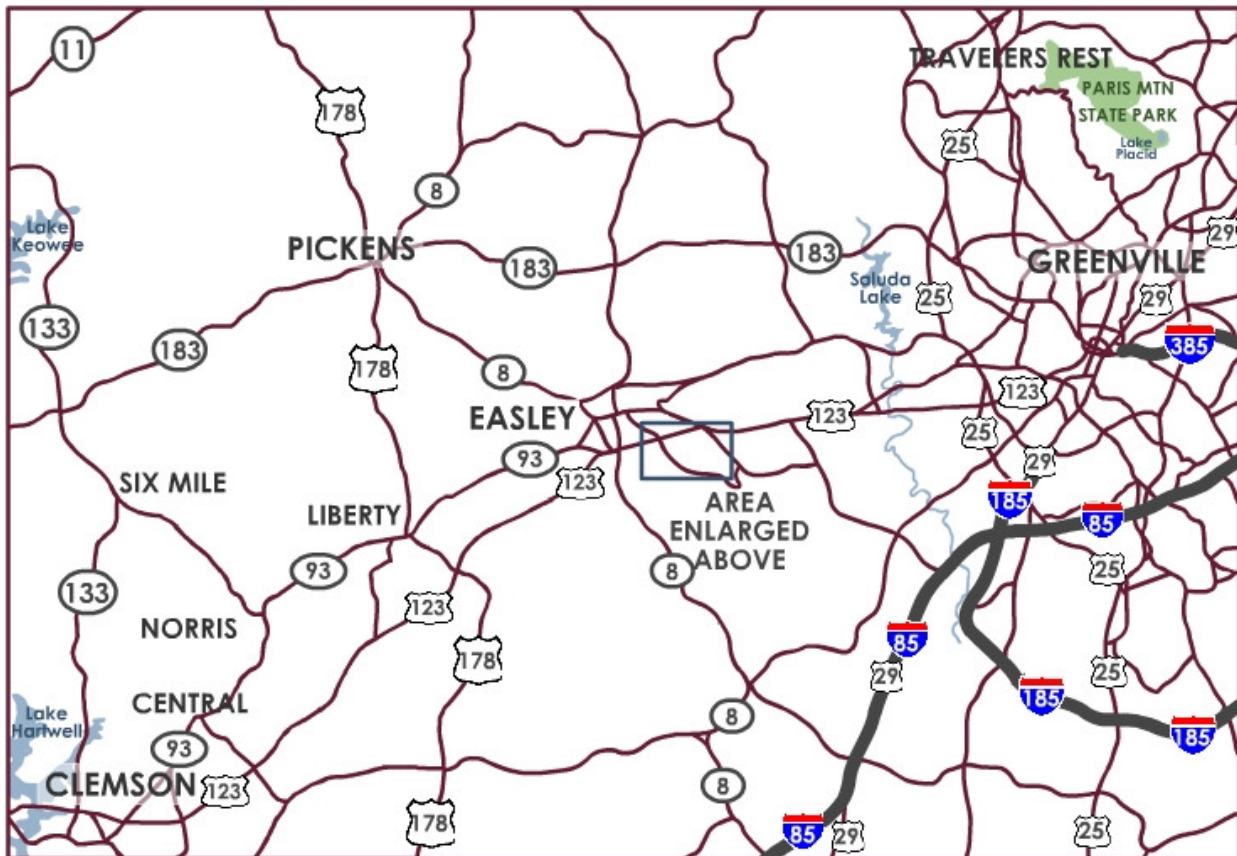 TRAVELERS REST
11
PARIS MTN
STATE PARK
178
25
Lake
Placid
8
Lake
Keowee
29
PICKENS
183
183
GREENVILLE
Saluda
Lake
25
29
133
183
385
178
8
123
123
EASLEY
25
93
29
123
SIX MILE
185
LIBERTY
AREA
ENLARGED
ABOVE
85
93
8
25
133
123
NORRIS
85
178
29
25
185
CENTRAL
Lake
Hartwell
8
185
93
CLEMSON
123
8
178
85
29
25